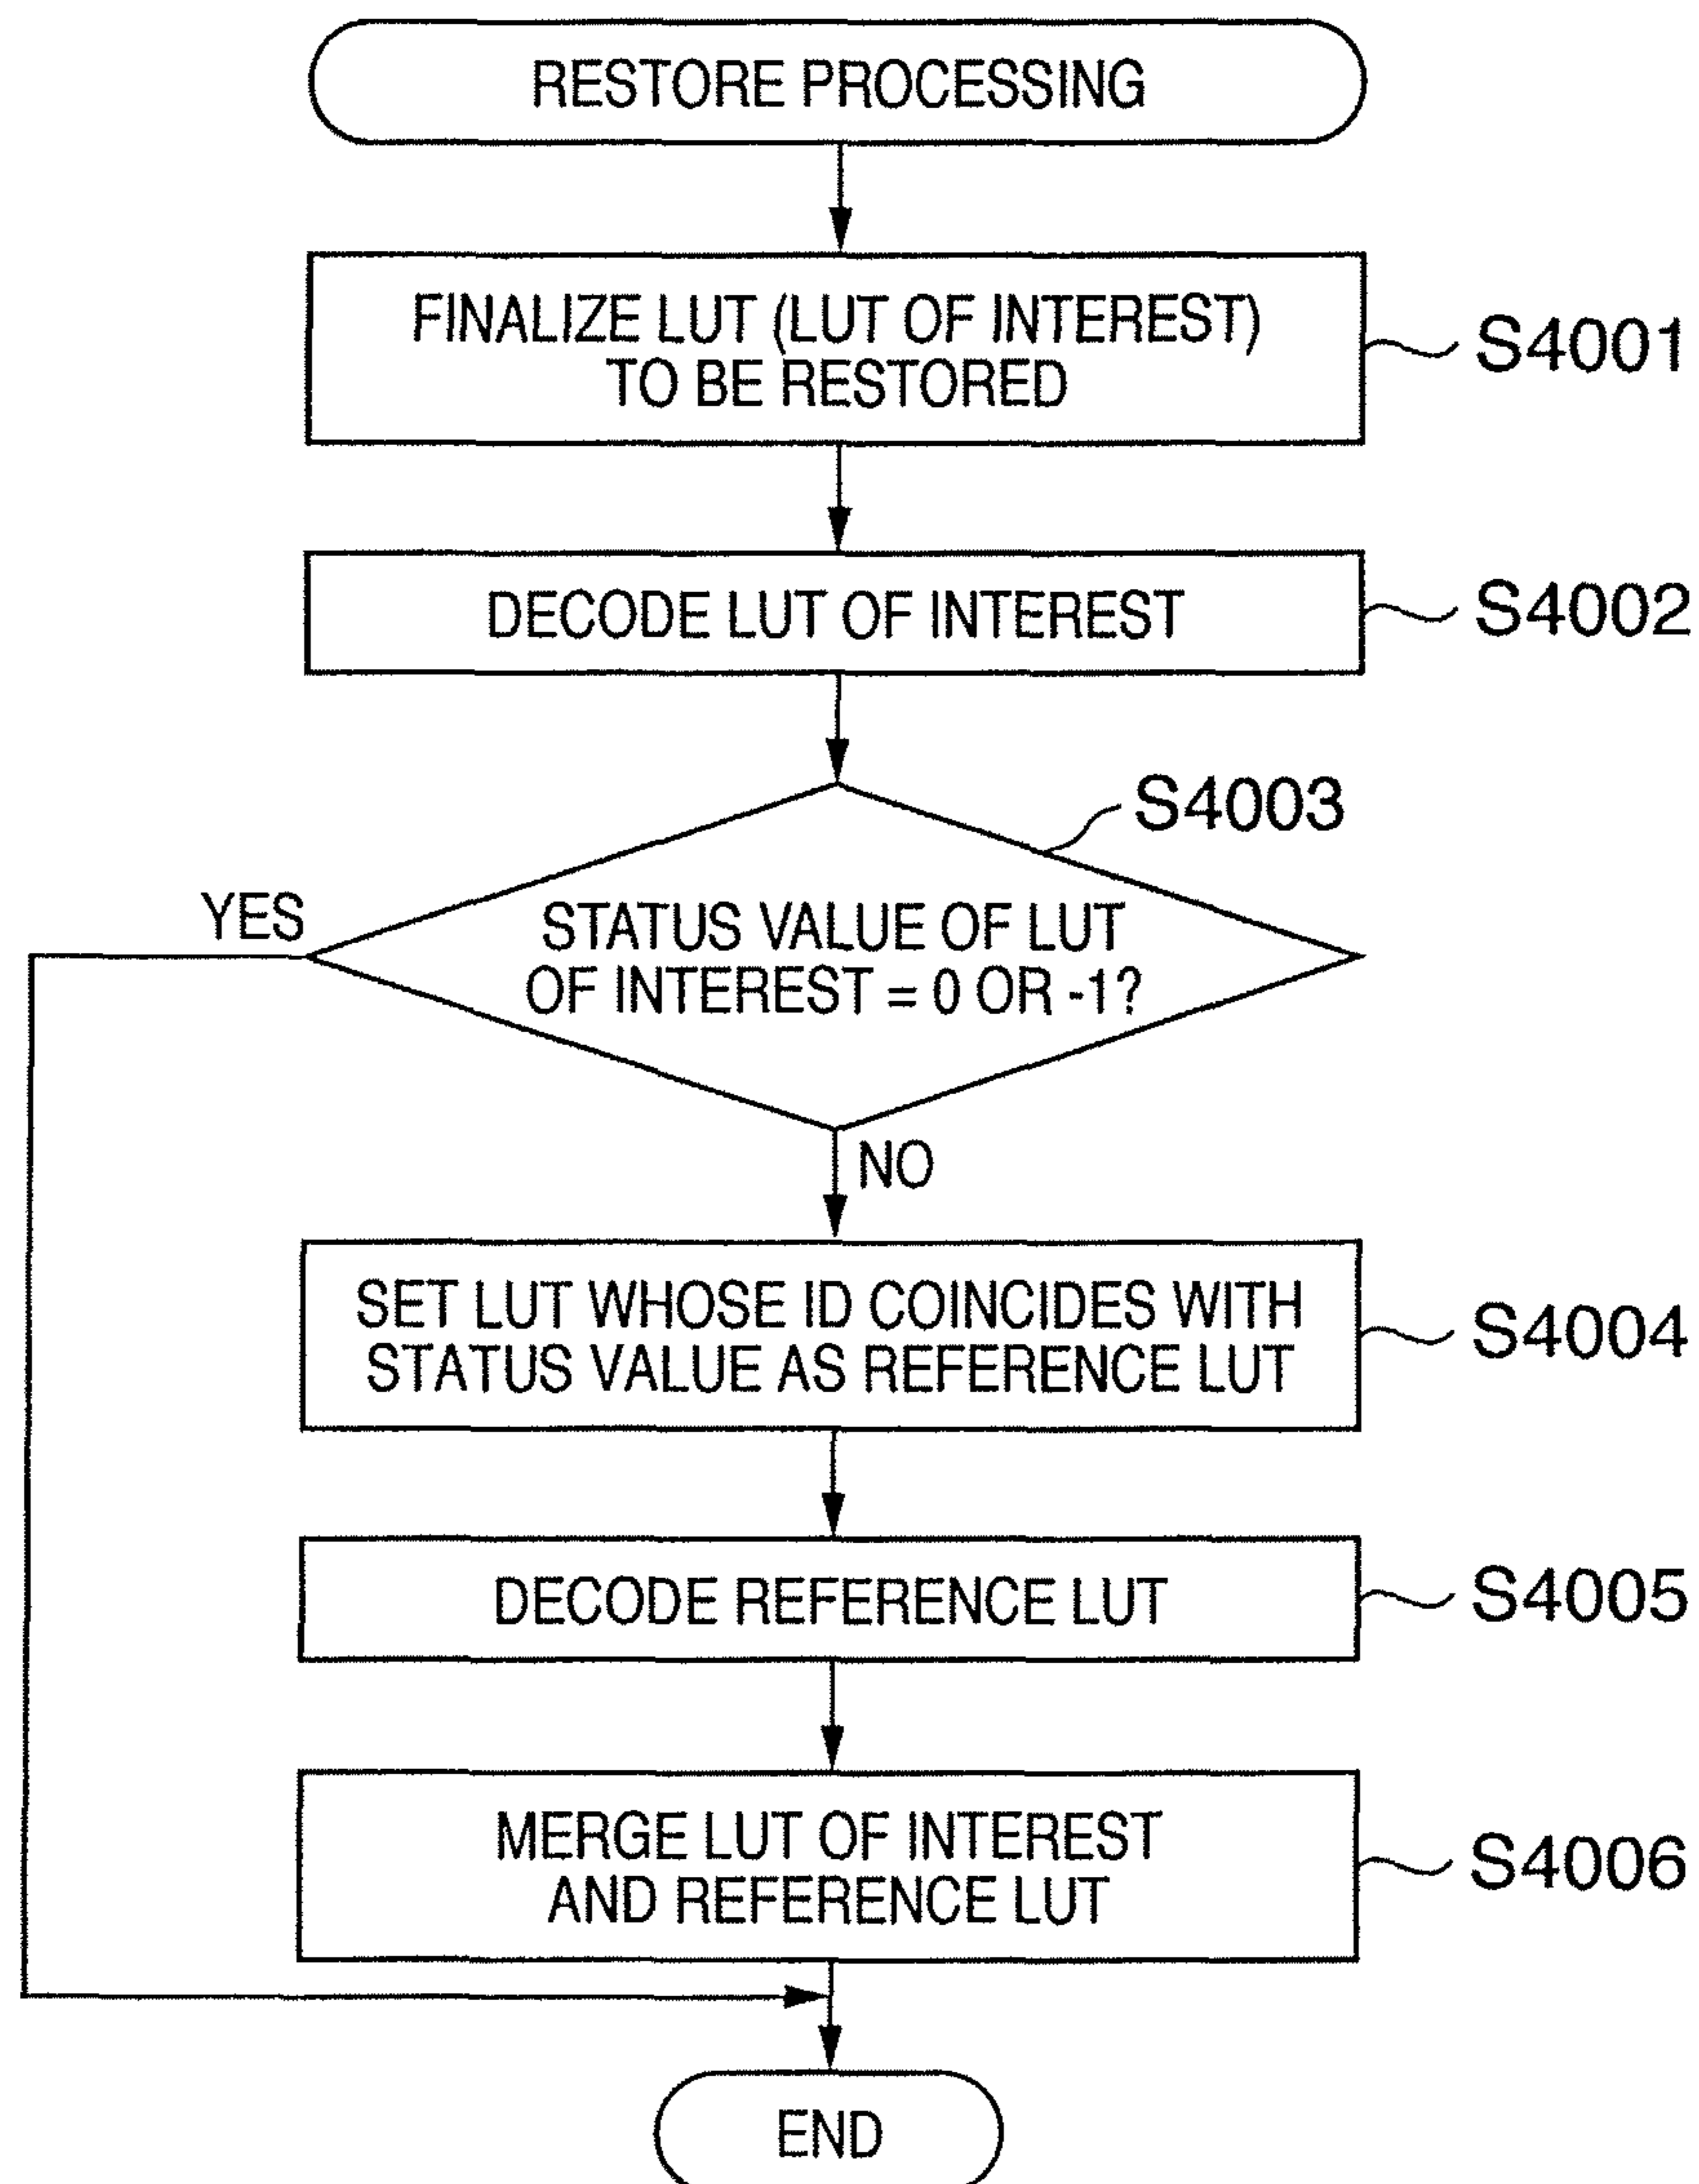 RESTORE PROCESSING
FINALIZE LUT (LUT OF INTEREST)
TO BE RESTORED
S4001
DECODE LUT OF INTEREST
S4002
S4003
YES
STATUS VALUE OF LUT
OF INTEREST = 0 OR -1?
NO
SET LUT WHOSE ID COINCIDES WITH
STATUS VALUE AS REFERENCE LUT
S4004
DECODE REFERENCE LUT
S4005
MERGE LUT OF INTEREST
AND REFERENCE LUT
S4006
END